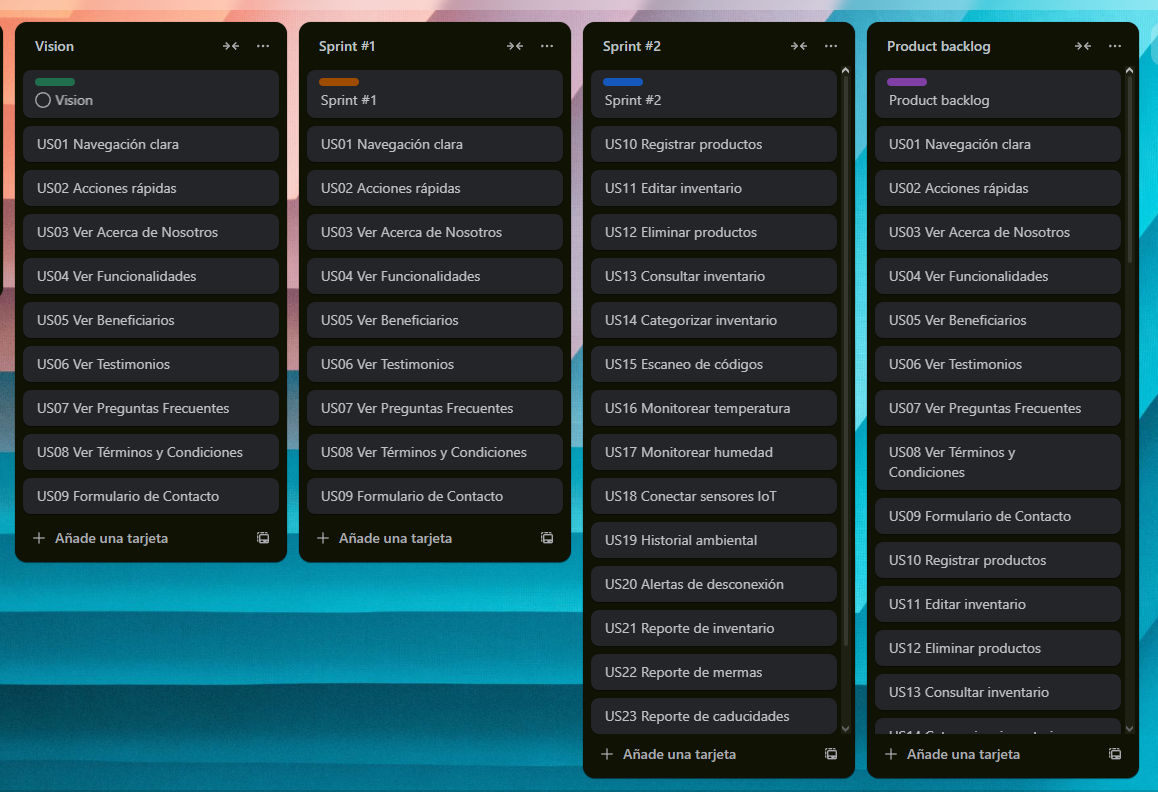 Vision
Vision
US01 Navegación clara
US02 Acciones rápidas
US03 Ver Acerca de Nosotros
US04 Ver Funcionalidades
US05 Ver Beneficiarios
US06 Ver Testimonios
US07 Ver Preguntas Frecuentes
US08 Ver Términos y Condiciones
US09 Formulario de Contacto
Añade una tarjeta
Sprint #1
Sprint #1
US01 Navegación clara
US02 Acciones rápidas
US03 Ver Acerca de Nosotros
US04 Ver Funcionalidades
US05 Ver Beneficiarios
US06 Ver Testimonios
US07 Ver Preguntas Frecuentes
US08 Ver Términos y Condiciones
US09 Formulario de Contacto
Añade una tarjeta
Sprint #2
Sprint #2
US10 Registrar productos
US11 Editar inventario
US12 Eliminar productos
US13 Consultar inventario
US14 Categorizar inventario
US15 Escaneo de códigos
US16 Monitorear temperatura
US17 Monitorear humedad
US18 Conectar sensores IoT
US19 Historial ambiental
US20 Alertas de desconexión
US21 Reporte de inventario
US22 Reporte de mermas
US23 Reporte de caducidades
Añade una tarjeta
Product backlog
Product backlog
US01 Navegación clara
US02 Acciones rápidas
US03 Ver Acerca de Nosotros
US04 Ver Funcionalidades
US05 Ver Beneficiarios
US06 Ver Testimonios
US07 Ver Preguntas Frecuentes
US08 Ver Términos y
Condiciones
US09 Formulario de Contacto
US10 Registrar productos
US11 Editar inventario
US12 Eliminar productos
US13 Consultar inventario
Añade una tarjeta